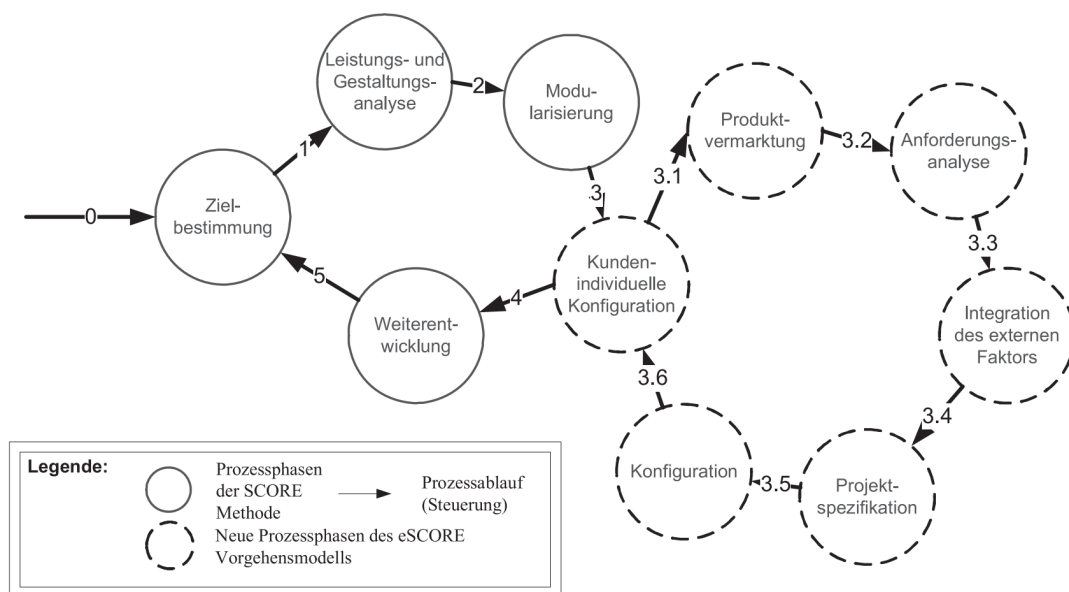 0
Ziel-
bestimmung
1
Leistungs- und
Gestaltungs-
analyse
2
Modu-
larisierung
3
Kunden-
individuelle
Konfiguration
3.1
Produkt-
vermarktung
3.2
Anforderungs-
analyse
3.3
Integration
des externen
Faktors
3.4
Projekt-
spezifikation
3.5
Konfiguration
3.6
4
Weiterent-
wicklung
5
Legende:
Prozessphasen
der SCORE
Methode
Prozessablauf
(Steuerung)
Neue Prozessphasen des eSCORE
Vorgehensmodells